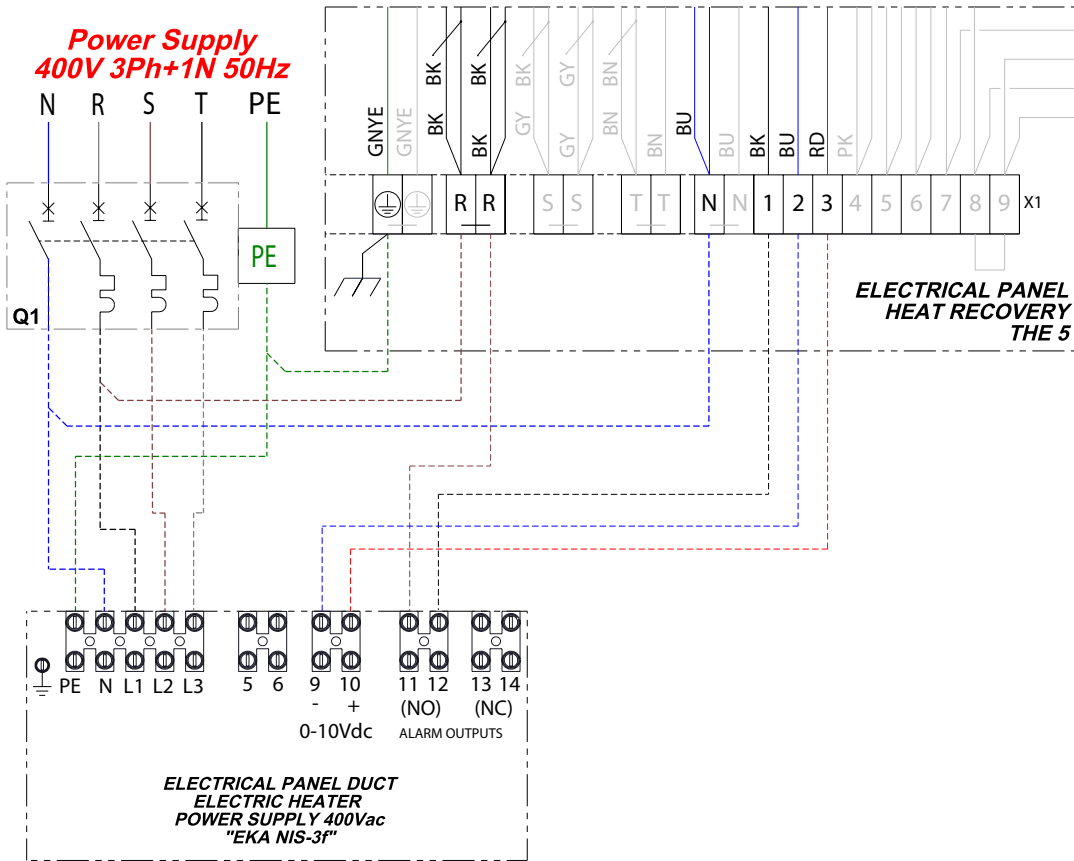 Power Supply
400V 3Ph+1N 50Hz
N R S T PE
BK BK BK GY BN
GNYE GNYE BK BK GY GY BN BN BU BU BK BU RD PK
R R S S T T N N 1 2 3 4 5 6 7 8 9 X1
PE
Q1
ELECTRICAL PANEL
HEAT RECOVERY
THE 5
PE N L1 L2 L3 5 6 9 10 11 12 13 14
- + (NO) (NC)
0-10Vdc ALARM OUTPUTS
ELECTRICAL PANEL DUCT
ELECTRIC HEATER
POWER SUPPLY 400Vac
"EKA NIS-3f"